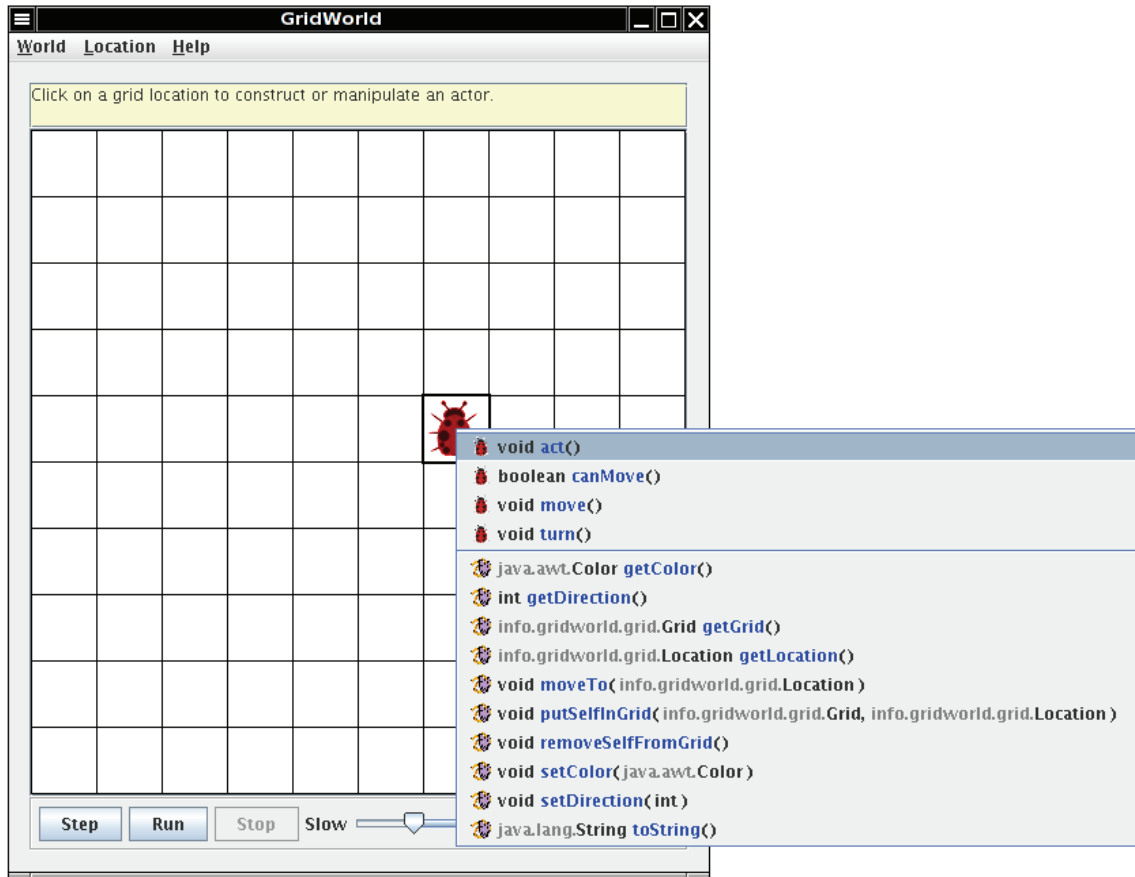 GridWorld
World Location Help
Click on a grid location to construct or manipulate an actor.
void act()
boolean canMove()
void move()
void turn()
java.awt.Color getColor()
int getDirection()
info.gridworld.grid.Grid getGrid()
info.gridworld.grid.Location getLocation()
void moveTo(info.gridworld.grid.Location)
void putSelfInGrid(info.gridworld.grid.Grid, info.gridworld.grid.Location)
void removeSelfFromGrid()
void setColor(java.awt.Color)
void setDirection(int)
java.lang.String toString()
Step Run Stop Slow